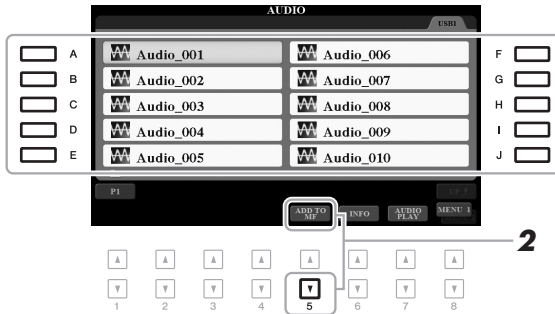 AUDIO
USB1
A Audio_001 Audio_006 F
B Audio_002 Audio_007 G
C Audio_003 Audio_008 H
D Audio_004 Audio_009 I
E Audio_005 Audio_010 J
P1
ADD TO MF INFO AUDIO PLAY MENU 1
2
1 2 3 4 5 6 7 8